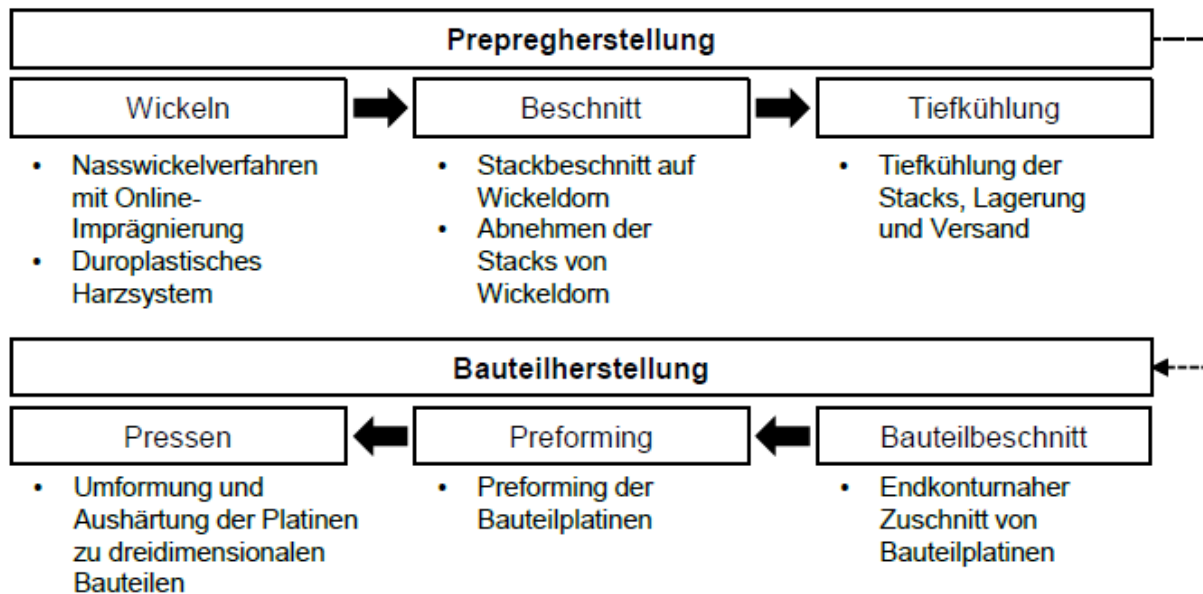 Prepregherstellung
Wickeln
Beschnitt
Tiefkühlung
• Nasswickelverfahren
mit Online-
Imprägnierung
• Duroplastisches
Harzsystem
• Stackbeschnitt auf
Wickeldorn
• Abnehmen der
Stacks von
Wickeldorn
• Tiefkühlung der
Stacks, Lagerung
und Versand
Bauteilherstellung
Pressen
Preforming
Bauteilbeschnitt
• Umformung und
Aushärtung der Platinen
zu dreidimensionalen
Bauteilen
• Preforming der
Bauteilplatinen
• Endkonturnaher
Zuschnitt von
Bauteilplatinen